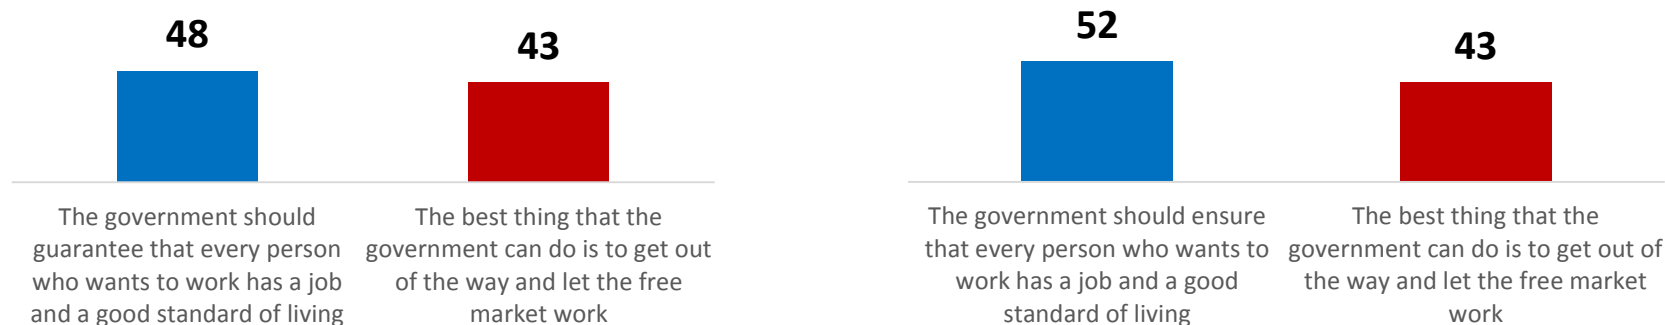 48
43
The government should
guarantee that every person
who wants to work has a job
and a good standard of living
The best thing that the
government can do is to get out
of the way and let the free
market work
52
43
The government should ensure
that every person who wants to
work has a job and a good
standard of living
The best thing that the
government can do is to get out of
the way and let the free market
work